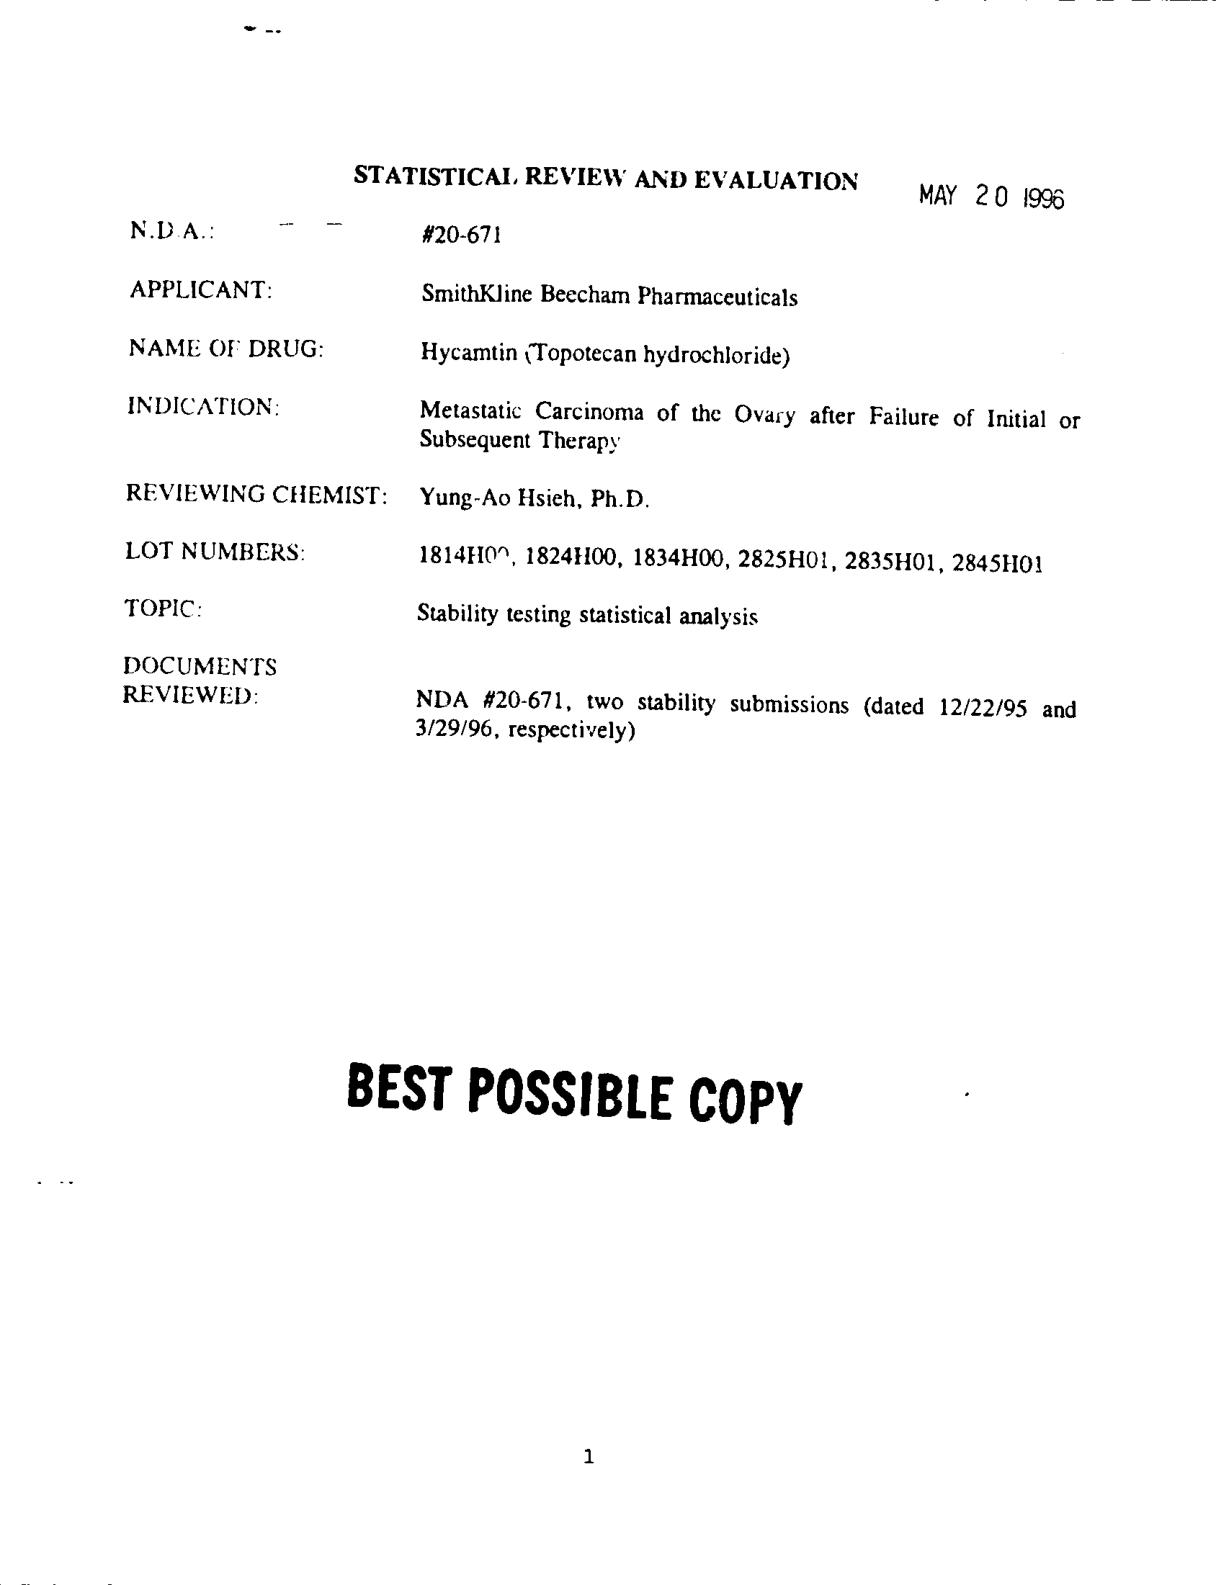 STATISTICAL REVIEW AND EVALUATION
MAY 20 1996
N.D.A.: #20-671
APPLICANT: SmithKline Beecham Pharmaceuticals
NAME OF DRUG: Hycamtin (Topotecan hydrochloride)
INDICATION: Metastatic Carcinoma of the Ovary after Failure of Initial or
Subsequent Therapy
REVIEWING CHEMIST: Yung-Ao Hsieh, Ph.D.
LOT NUMBERS: 1814H00, 1824H00, 1834H00, 2825H01, 2835H01, 2845H01
TOPIC: Stability testing statistical analysis
DOCUMENTS
REVIEWED: NDA #20-671, two stability submissions (dated 12/22/95 and
3/29/96, respectively)
BEST POSSIBLE COPY
1